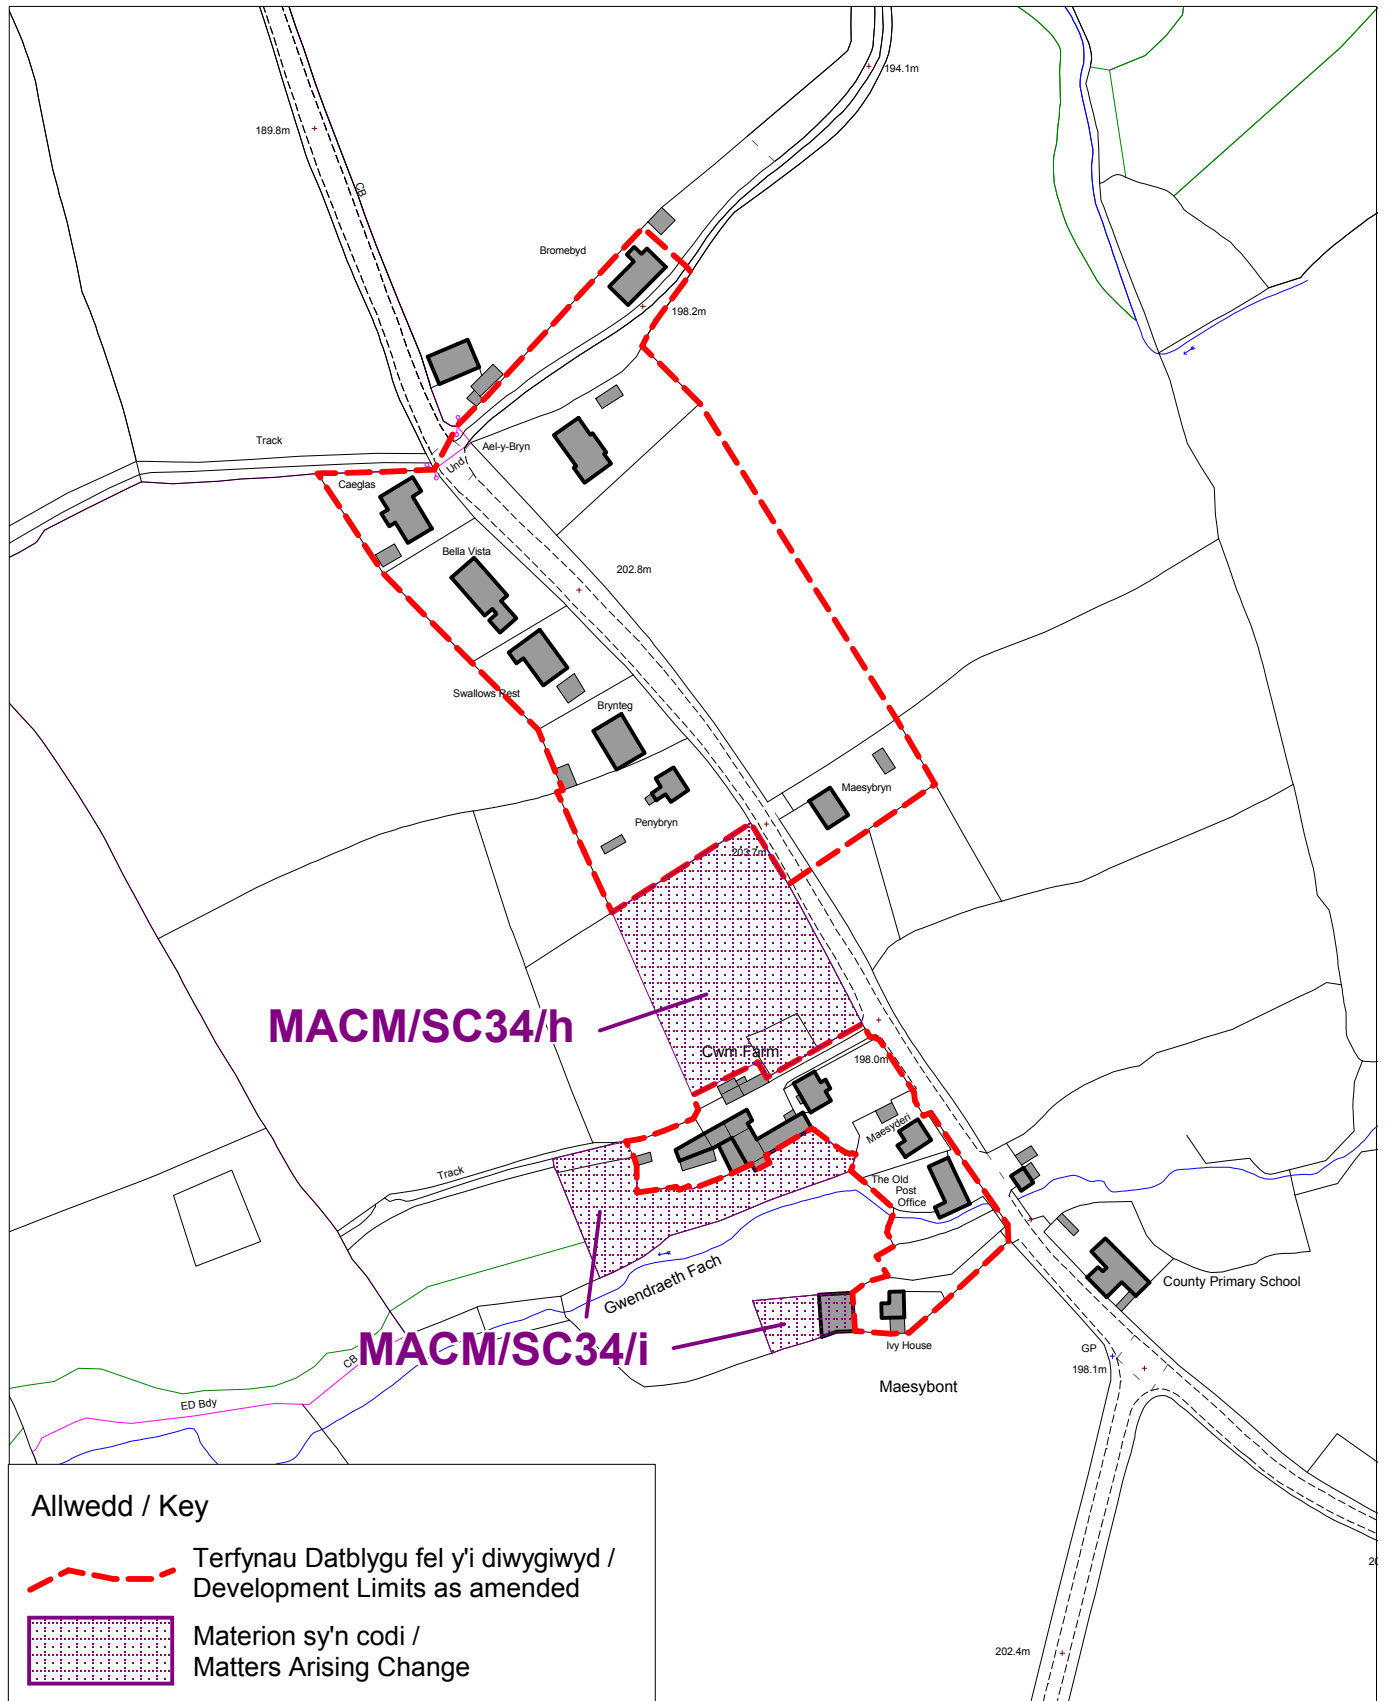 194.1m
189.8m
CB
Bromebyd
198.2m
Track
Ael-y-Bryn
Und
Caeglas
Bella Vista
202.8m
Swallows Rest
Brynteg
Maesybryn
Penybryn
203.7m
MACM/SC34/h
Cwm Farm
198.0m
Maesyderi
Track
The Old
Post
Office
Gwendraeth Fach
County Primary School
MACM/SC34/i
CB
Ivy House
GP
198.1m
Maesybont
ED Bdy
Allwedd / Key
Terfynau Datblygu fel y'i diwygiwyd /
Development Limits as amended
Materion sy'n codi /
Matters Arising Change
202.4m